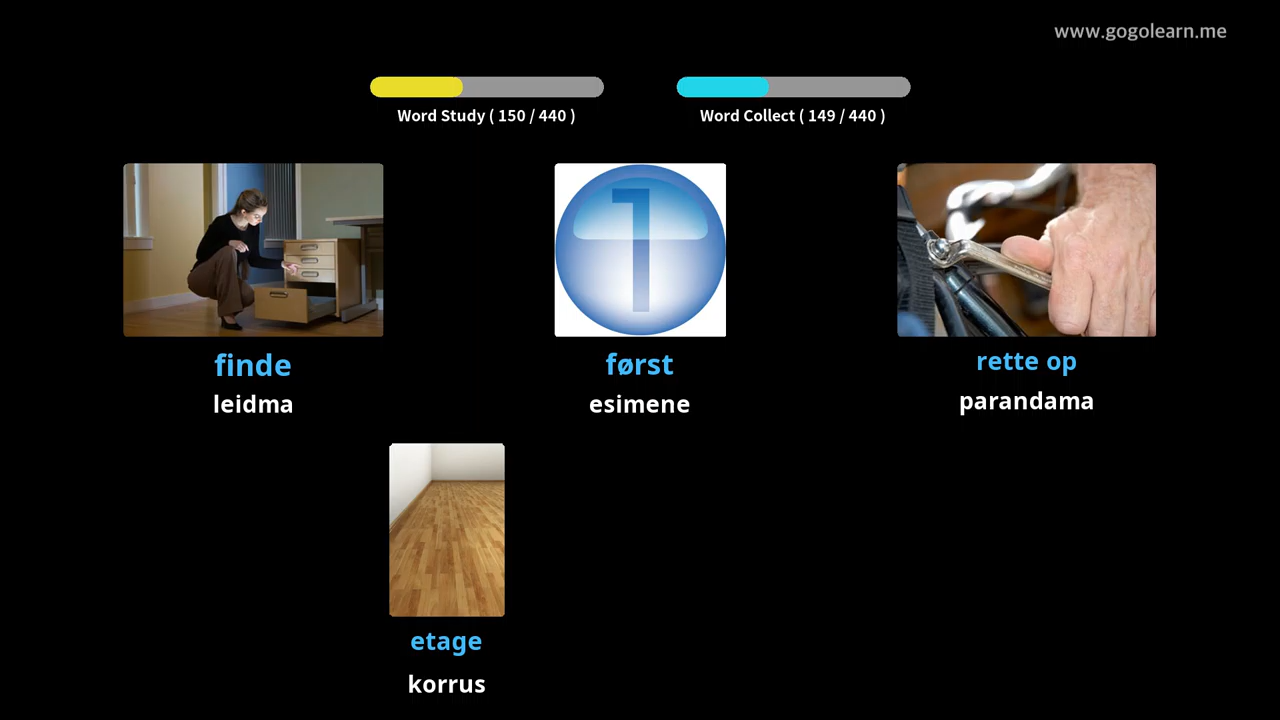 www.gogolearn.me
Word Study ( 150 / 440 )
Word Collect ( 149 / 440 )
1
finde
leidma
først
esimene
rette op
parandama
etage
korrus